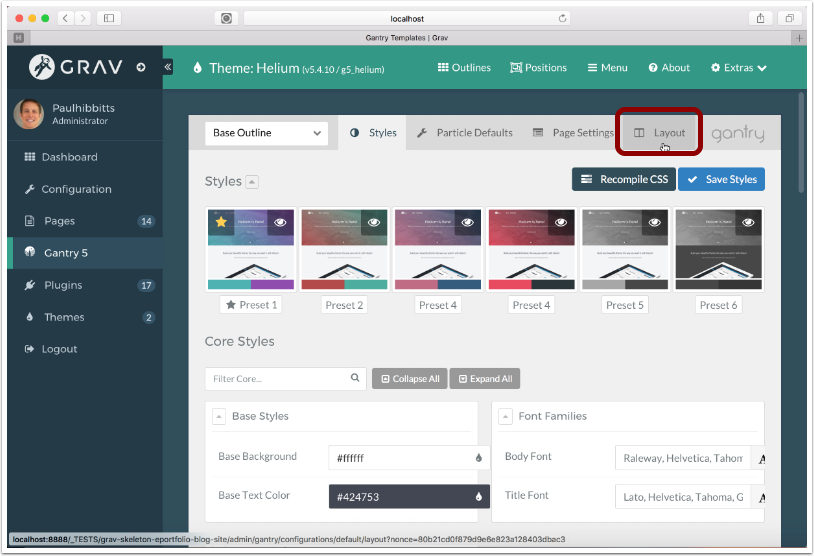 localhost
Gantry Templates | Grav
GRAV
Theme: Helium (v5.4.10 / g5_helium)
Outlines
Positions
Menu
About
Extras
Paulhibbitts
Administrator
Dashboard
Configuration
Pages 14
Gantry 5
Plugins 17
Themes 2
Logout
Base Outline
Styles
Particle Defaults
Page Settings
Layout
gantry
Styles
Recompile CSS
Save Styles
Preset 1
Preset 2
Preset 4
Preset 4
Preset 5
Preset 6
Core Styles
Filter Core...
Collapse All
Expand All
Base Styles
Base Background #ffffff
Base Text Color #424753
Font Families
Body Font Raleway, Helvetica, Tahom
Title Font Lato, Helvetica, Tahoma, G
localhost:8888/_TESTS/grav-skeleton-eportfolio-blog-site/admin/gantry/configurations/default/layout?nonce=80b21cd0f879d9e6e823a128403dbac3